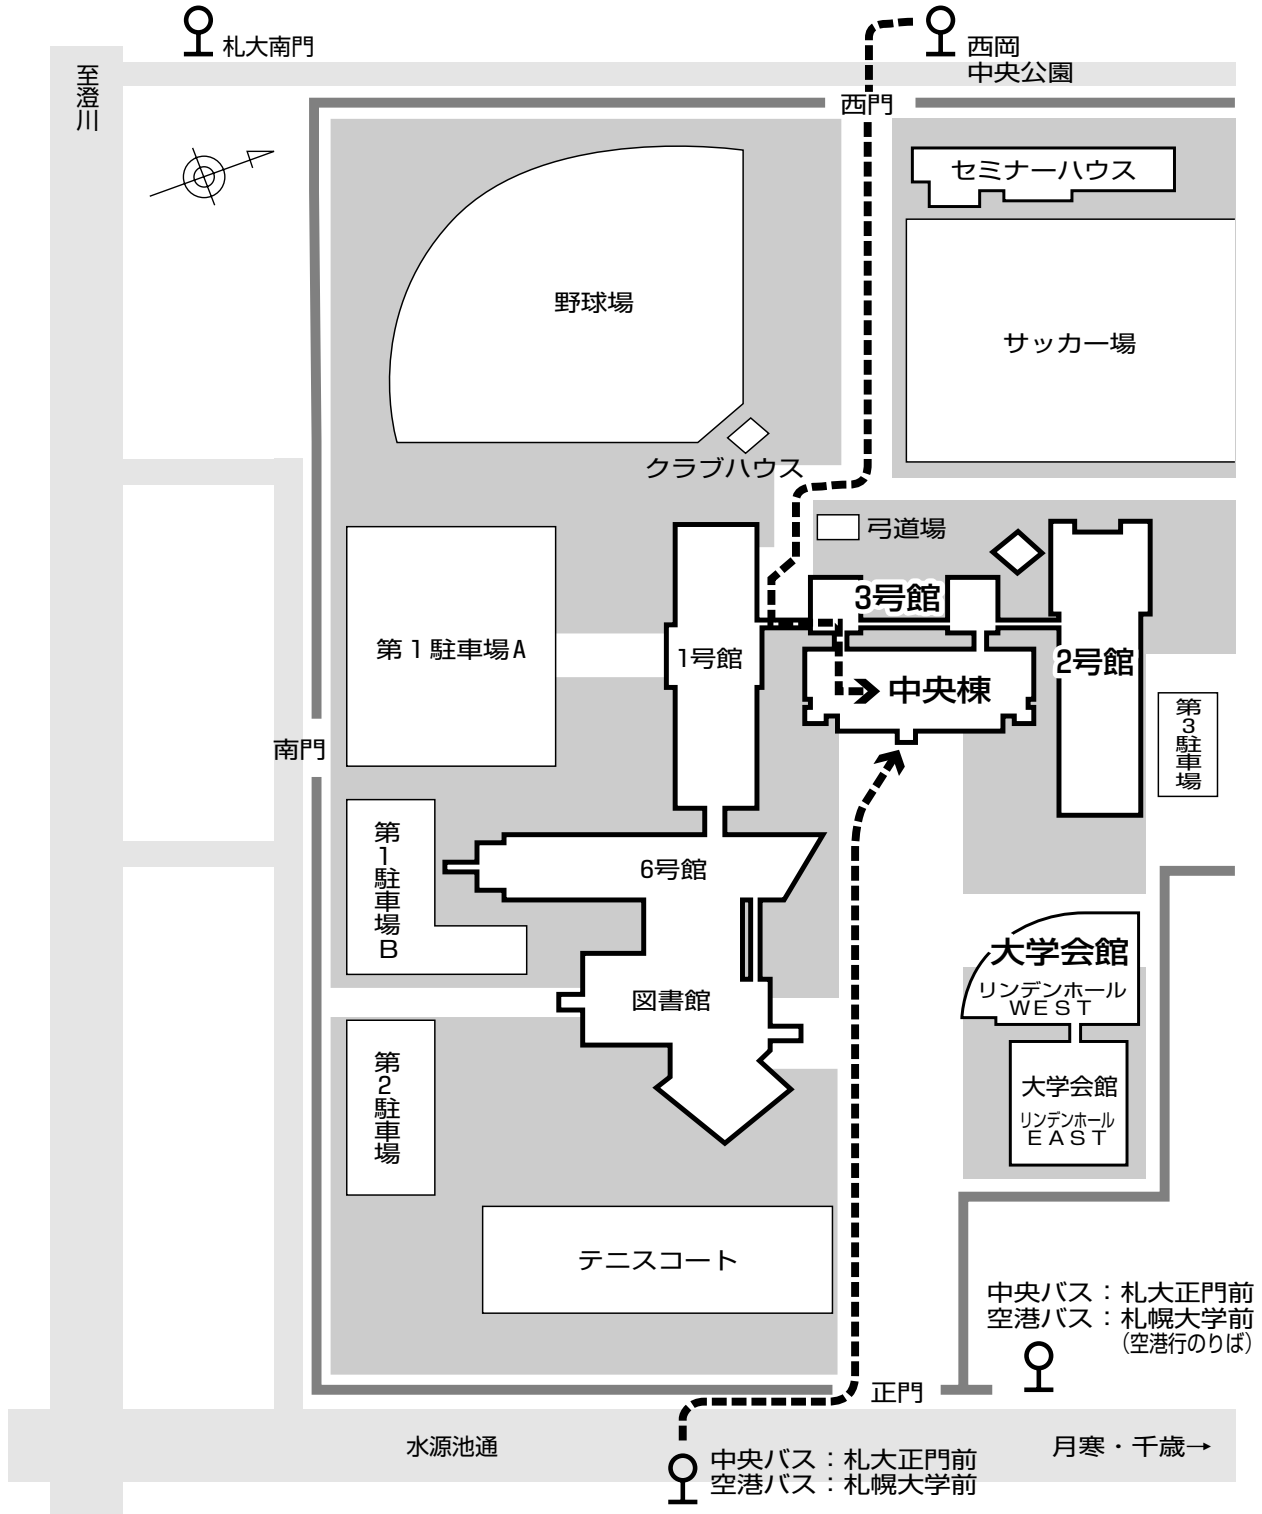 札大南門
西岡
中央公園
至澄川
西門
セミナーハウス
野球場
サッカー場
クラブハウス
弓道場
3号館
第1駐車場A
1号館
2号館
中央棟
第3駐車場
南門
第1駐車場B
6号館
大学会館
リンデンホール
WEST
図書館
第2駐車場
大学会館
リンデンホール
EAST
テニスコート
中央バス：札大正門前
空港バス：札幌大学前
（空港行のりば）
正門
水源池通
月寒・千歳→
中央バス：札大正門前
空港バス：札幌大学前